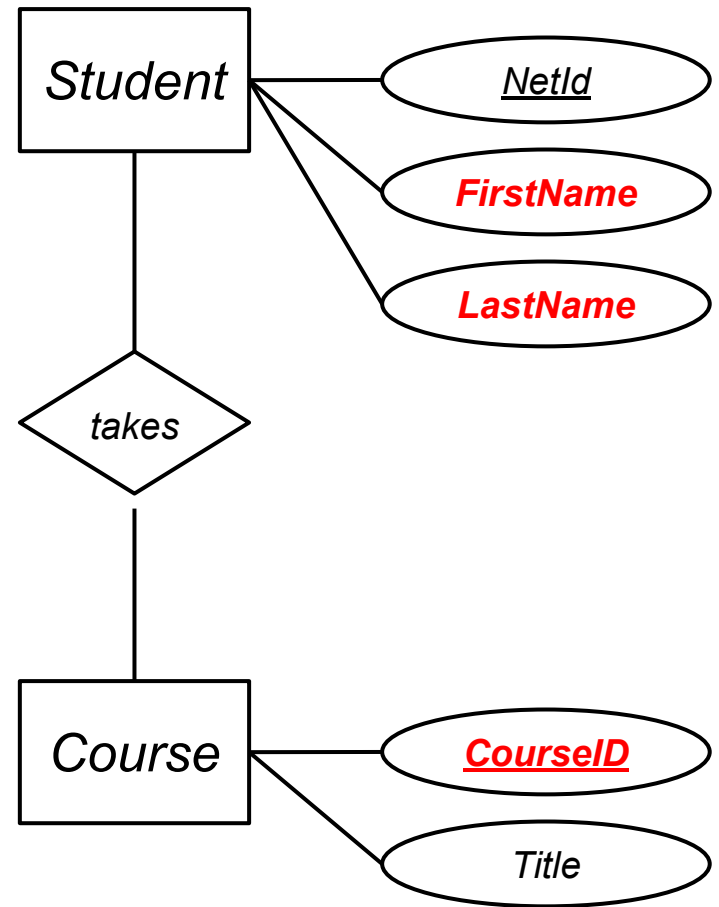 Student
NetId
FirstName
LastName
takes
Course
CourseID
Title